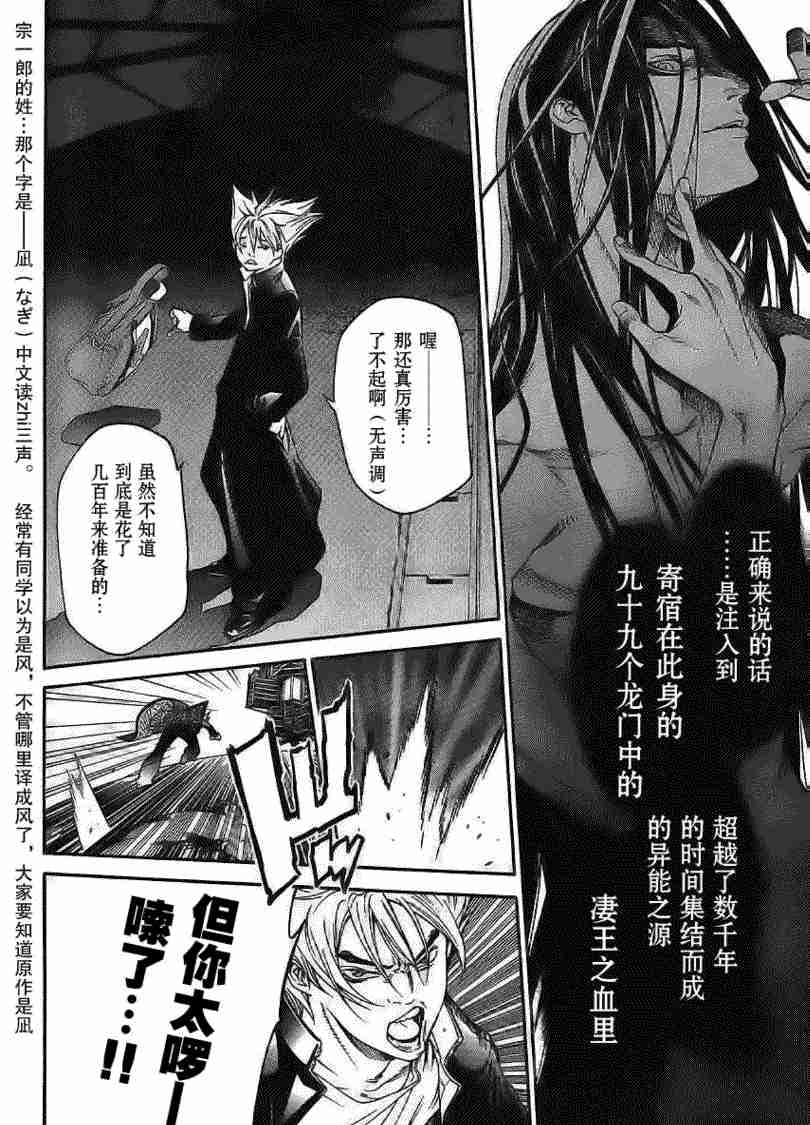 正确来说的话
……是注入到
寄宿在此身的
九十九个龙门中的
超越了数千年
的时间集结而成
的异能之源
凄王之血里
喔
———…
那还真厉害…
了不起啊（无声调）
虽然不知道
到底是花了
几百年来准备的…
但你太啰—
嗦了…!!
宗一郎的姓…那个字是——凪（なぎ）中文读zhi三声。 经常有同学以为是风，不管哪里译成风了，大家要知道原作是凪